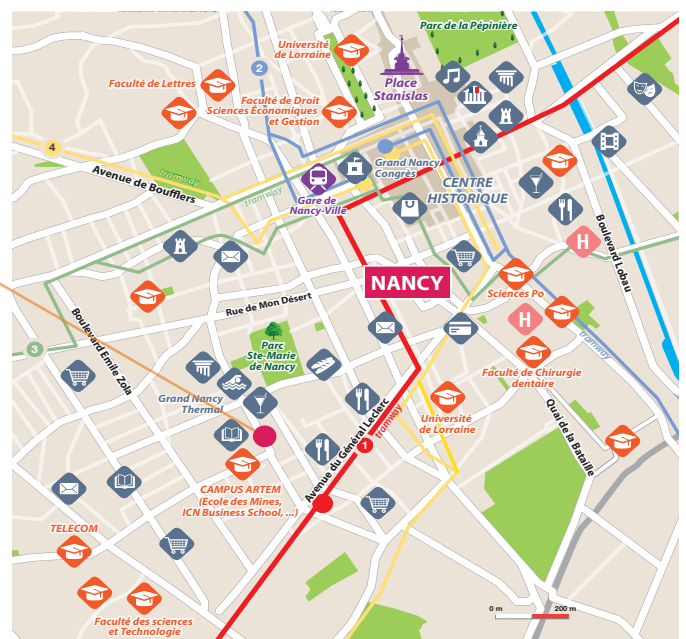 Parc de la Pépinière
Université
de Lorraine
2
Place
Stanislas
Faculté de Lettres
Faculté de Droit
Sciences Économiques
et Gestion
4
tramway
Avenue de Boufflers
tramway
Grand Nancy
Congrès
CENTRE
HISTORIQUE
Gare de
Nancy-Ville
H
Boulevard Lobau
NANCY
Sciences Po
Rue de Mon Désert
H
tramway
3
Boulevard Emile Zola
Parc
Ste-Marie
de Nancy
Faculté de Chirurgie
dentaire
Grand Nancy
Thermal
Avenue du Général Leclerc
tramway
1
Université
de Lorraine
Quai de la Bataille
CAMPUS ARTEM
(Ecole des Mines,
ICN Business School, ...)
TELECOM
Faculté des sciences
et Technologie
0 m
200 m